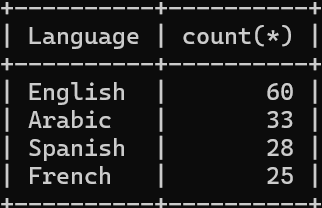 +----------+----------+
| Language | count(*) |
+----------+----------+
| English  |       60 |
| Arabic   |       33 |
| Spanish  |       28 |
| French   |       25 |
+----------+----------+